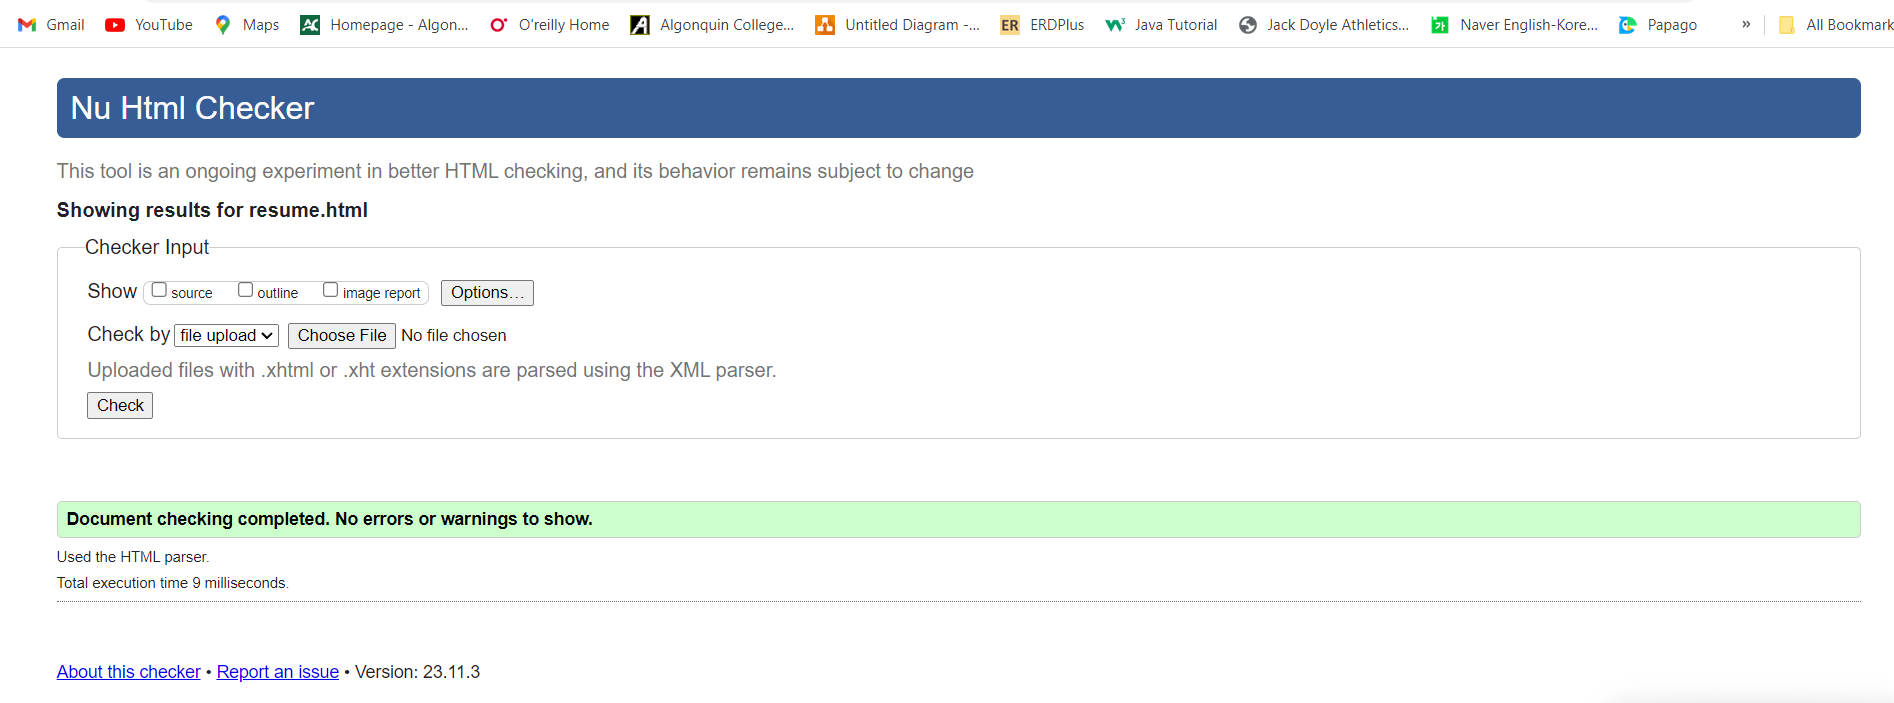 Gmail YouTube Maps Homepage - Algon... O'reilly Home Algonquin College... Untitled Diagram -... ER ERDPlus Java Tutorial Jack Doyle Athletics... Naver English-Kore... Papago » All Bookmark
Nu Html Checker
This tool is an ongoing experiment in better HTML checking, and its behavior remains subject to change
Showing results for resume.html
Checker Input
Show source outline image report Options...
Check by file upload Choose File No file chosen
Uploaded files with .xhtml or .xht extensions are parsed using the XML parser.
Check
Document checking completed. No errors or warnings to show.
Used the HTML parser.
Total execution time 9 milliseconds.
About this checker • Report an issue • Version: 23.11.3